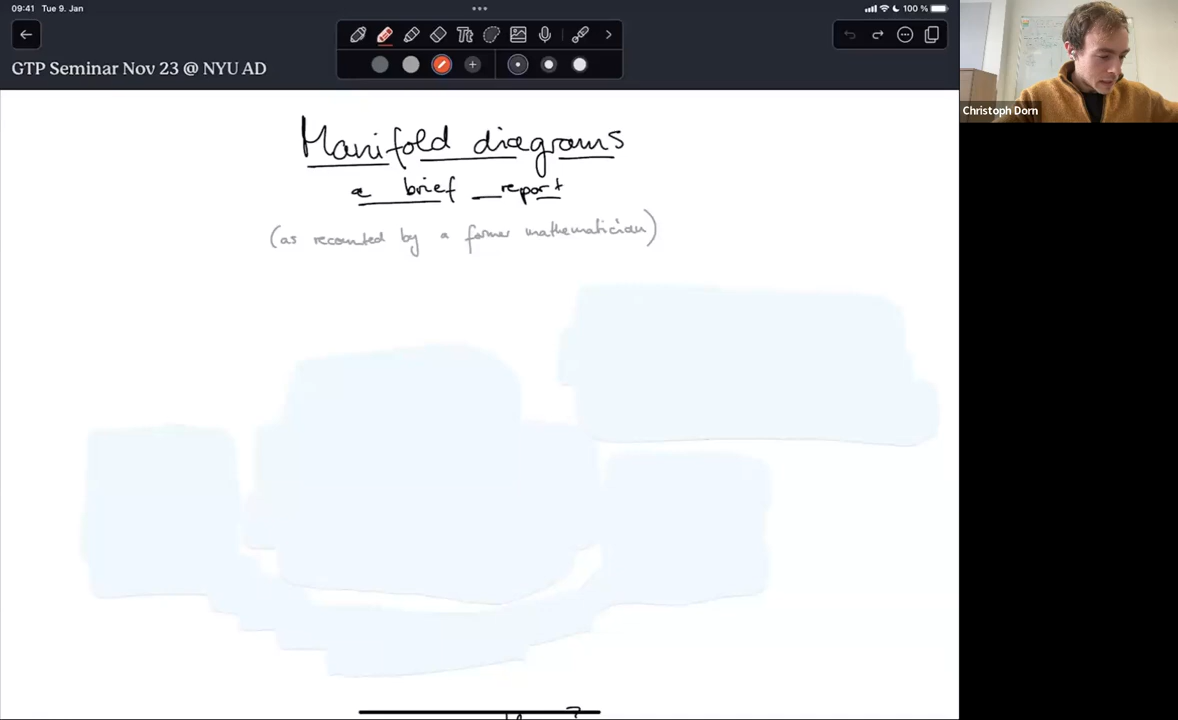 09:41 Tue 9. Jan
100 %
GTP Seminar Nov 23 @ NYU AD
Christoph Dorn
Manifold diagrams
a brief report
(as recounted by a former mathematician)